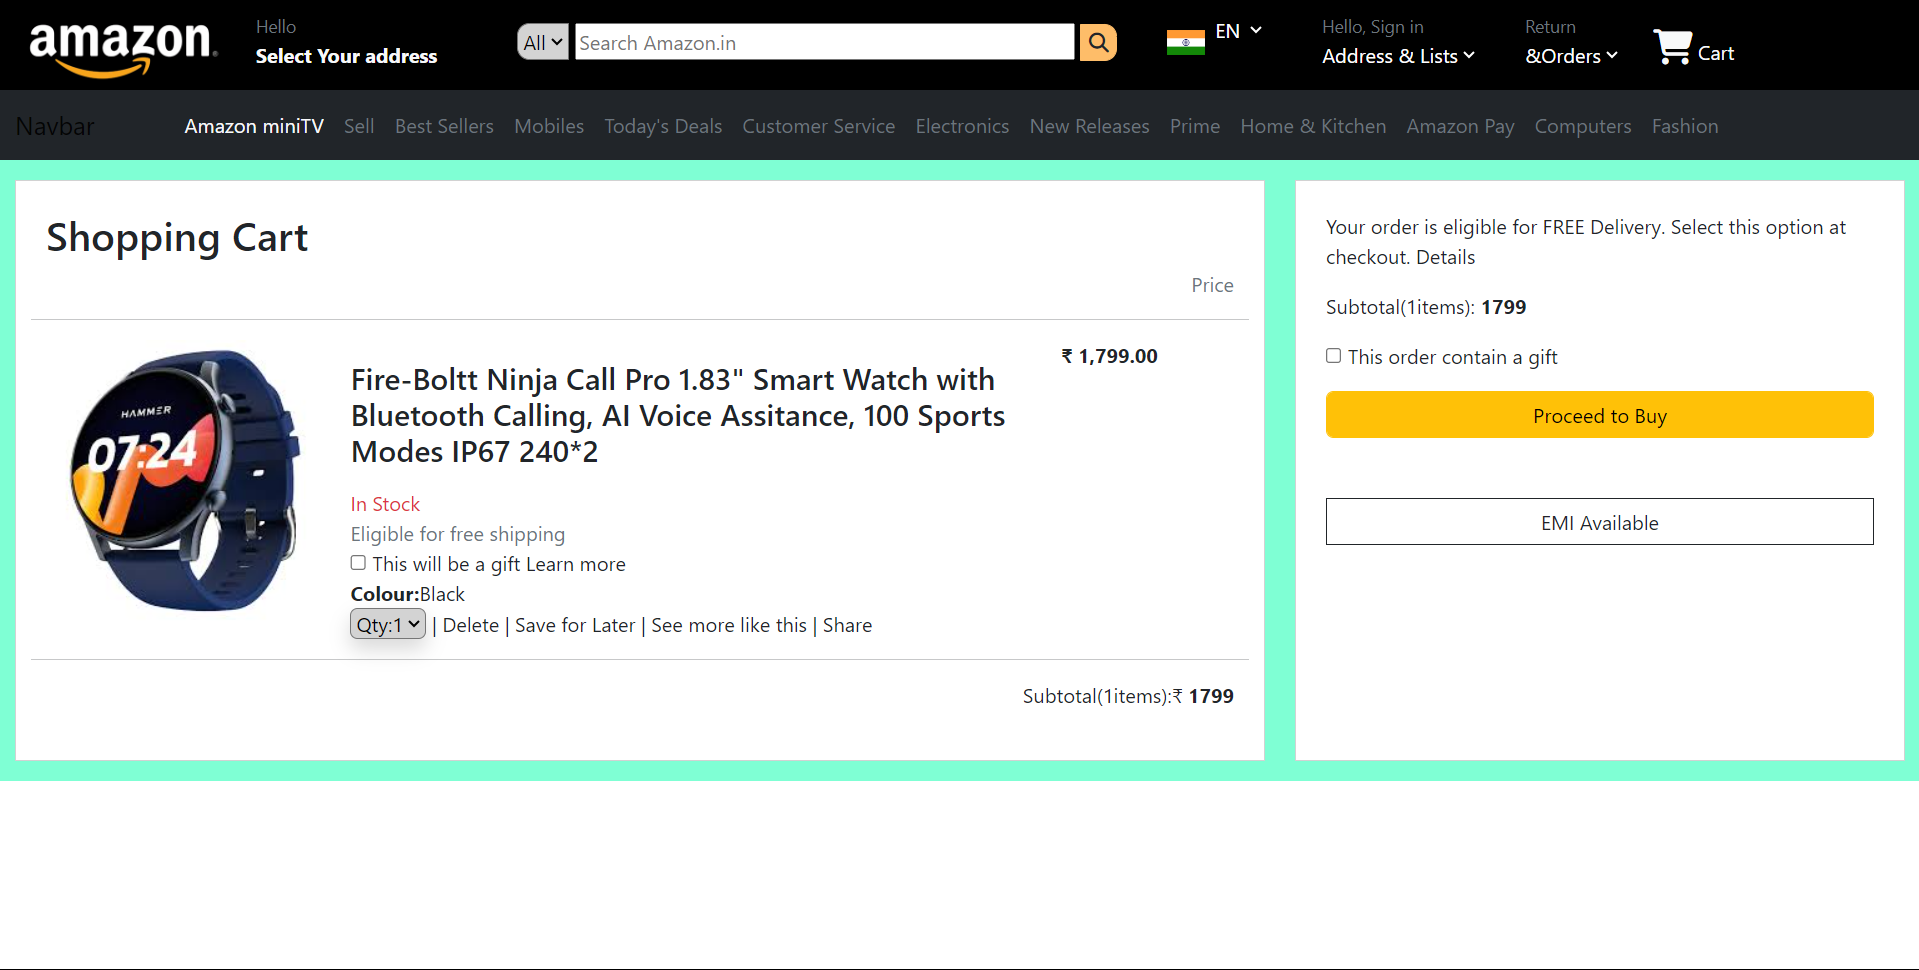 amazon
Hello
Select Your address
All
Search Amazon.in
EN
Hello, Sign in
Address & Lists
Return
&Orders
Cart
Navbar
Amazon miniTV Sell Best Sellers Mobiles Today's Deals Customer Service Electronics New Releases Prime Home & Kitchen Amazon Pay Computers Fashion
Shopping Cart
Price
HAMMER
07:24
Fire-Boltt Ninja Call Pro 1.83" Smart Watch with
Bluetooth Calling, AI Voice Assitance, 100 Sports
Modes IP67 240*2
₹ 1,799.00
In Stock
Eligible for free shipping
This will be a gift Learn more
Colour:Black
Qty:1 | Delete | Save for Later | See more like this | Share
Subtotal(1items):₹ 1799
Your order is eligible for FREE Delivery. Select this option at
checkout. Details
Subtotal(1items): 1799
This order contain a gift
Proceed to Buy
EMI Available